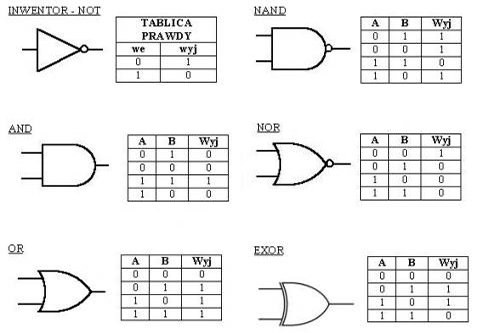 INWENTOR - NOT
TABLICA
PRAWDY
we wyj
0 1
1 0
NAND
A B Wyj
0 1 1
0 0 1
1 1 0
1 0 1
AND
A B Wyj
0 1 0
0 0 0
1 1 1
1 1 0
NOR
A B Wyj
0 0 1
0 1 0
1 0 0
1 1 0
OR
A B Wyj
0 0 0
0 1 1
1 0 1
1 1 1
EXOR
A B Wyj
0 0 0
0 1 1
1 0 1
1 1 0